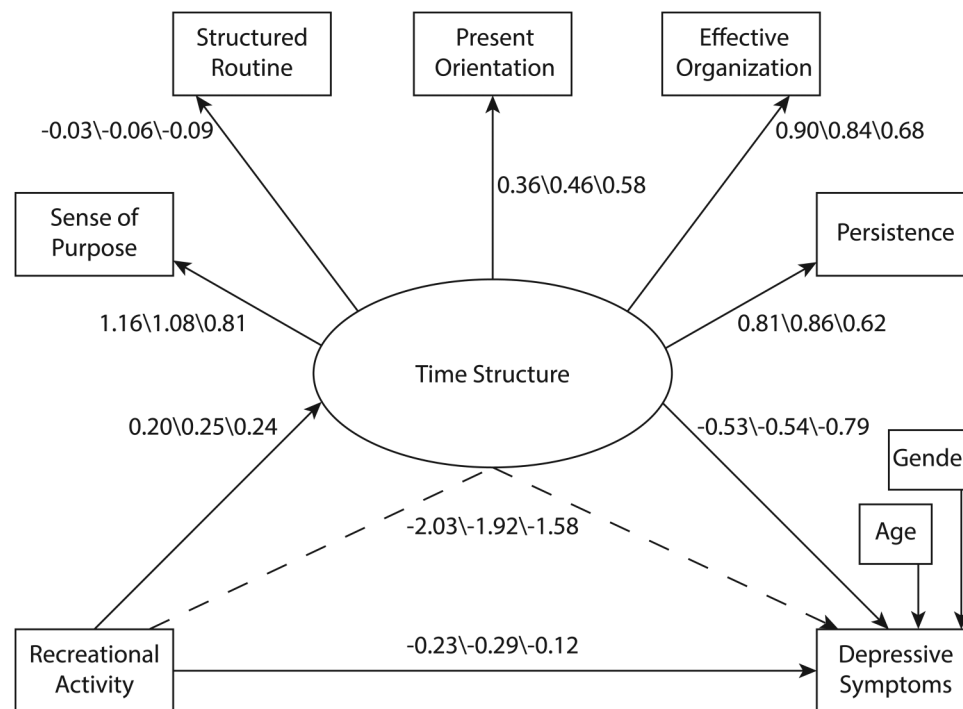 Structured
Routine
Present
Orientation
Effective
Organization
-0.03\-0.06\-0.09
0.90\0.84\0.68
0.36\0.46\0.58
Sense of
Purpose
Persistence
1.16\1.08\0.81
0.81\0.86\0.62
Time Structure
0.20\0.25\0.24
-0.53\-0.54\-0.79
Gende
-2.03\-1.92\-1.58
Age
Recreational
Activity
-0.23\-0.29\-0.12
Depressive
Symptoms